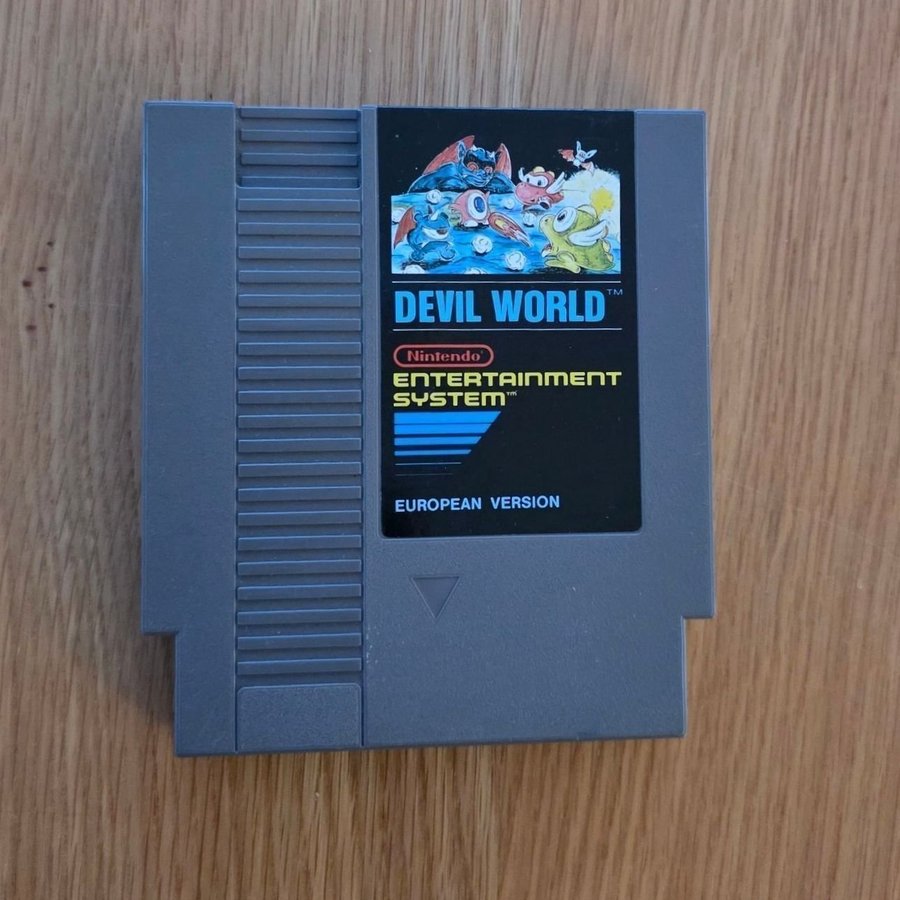 DEVIL WORLD™
Nintendo®
ENTERTAINMENT
SYSTEM™
EUROPEAN VERSION